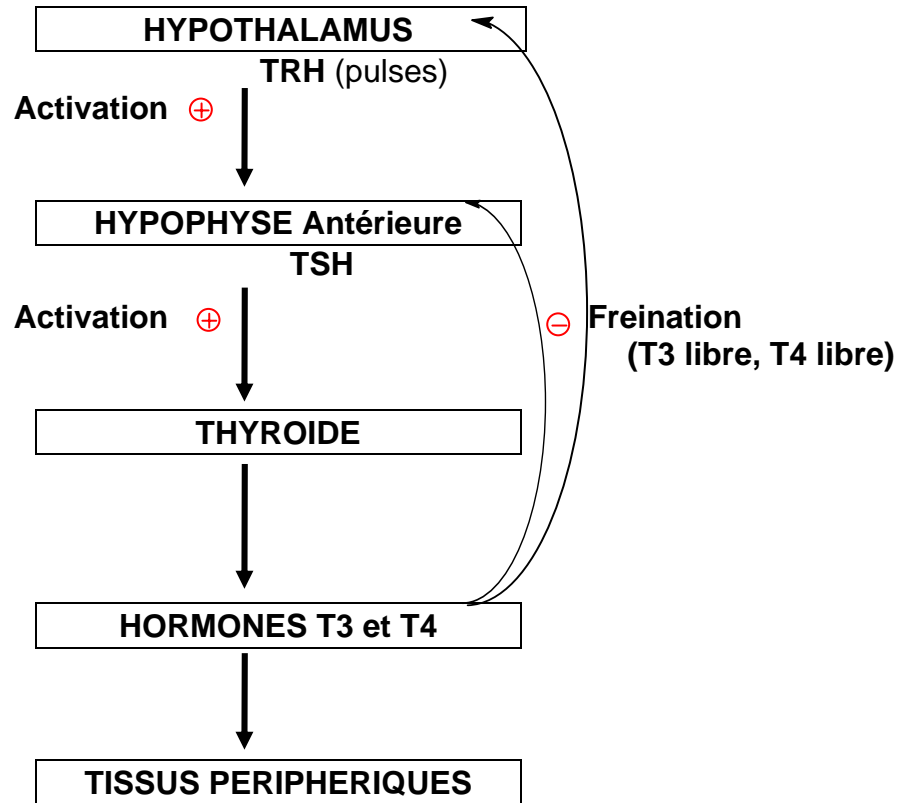 HYPOTHALAMUS
TRH (pulses)
Activation ⊕
HYPOPHYSE Antérieure
TSH
Activation ⊕
⊖ Freination
(T3 libre, T4 libre)
THYROIDE
HORMONES T3 et T4
TISSUS PERIPHERIQUES